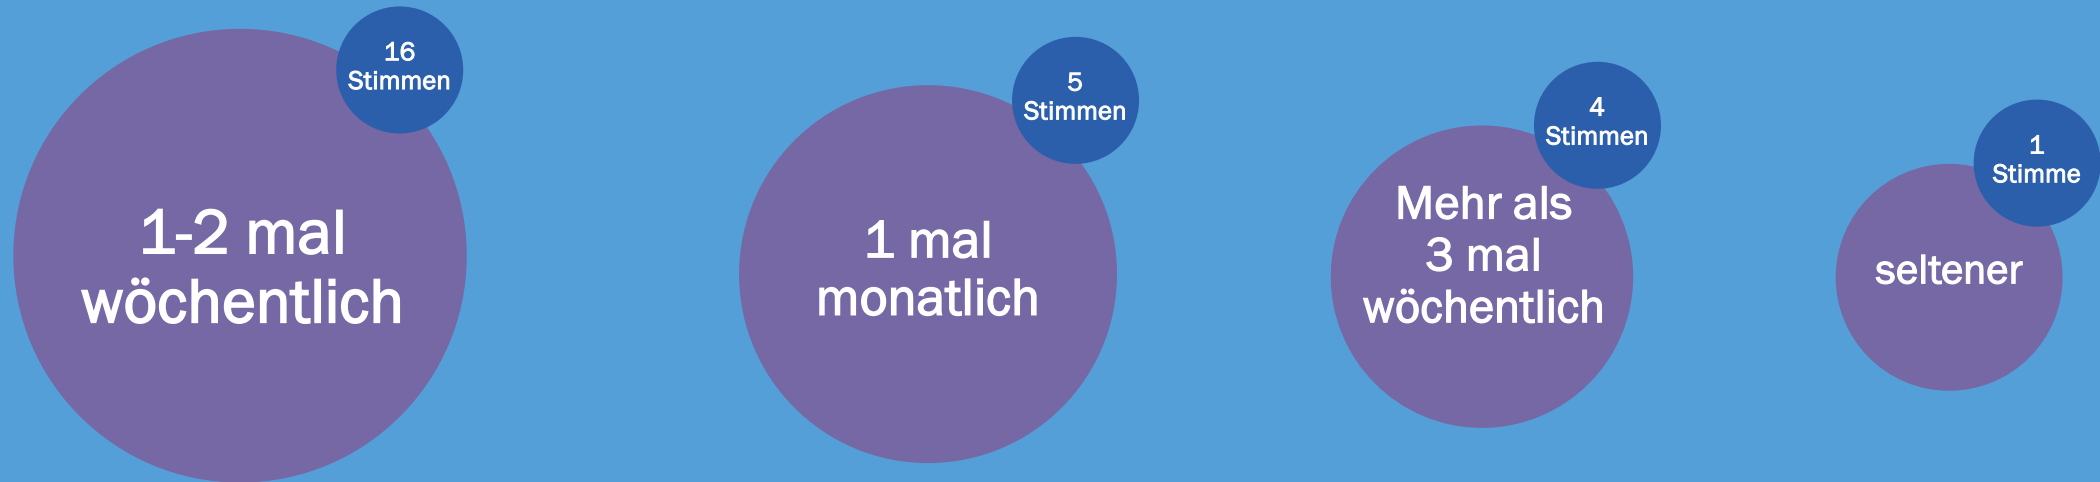 16
Stimmen
1-2 mal
wöchentlich
5
Stimmen
1 mal
monatlich
4
Stimmen
Mehr als
3 mal
wöchentlich
1
Stimme
seltener